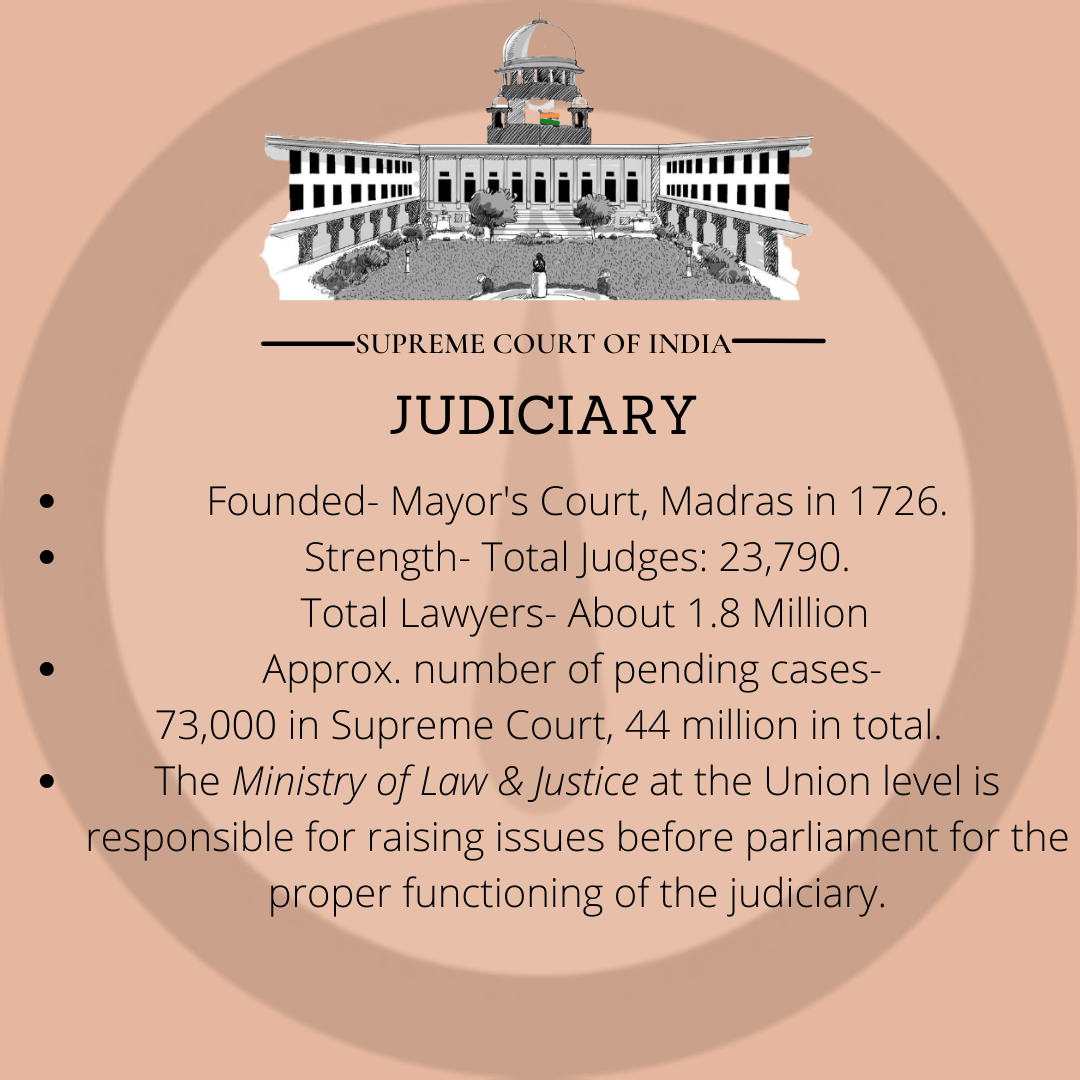 SUPREME COURT OF INDIA
JUDICIARY
• Founded- Mayor's Court, Madras in 1726.
• Strength- Total Judges: 23,790.
Total Lawyers- About 1.8 Million
• Approx. number of pending cases-
73,000 in Supreme Court, 44 million in total.
• The Ministry of Law & Justice at the Union level is
responsible for raising issues before parliament for the
proper functioning of the judiciary.